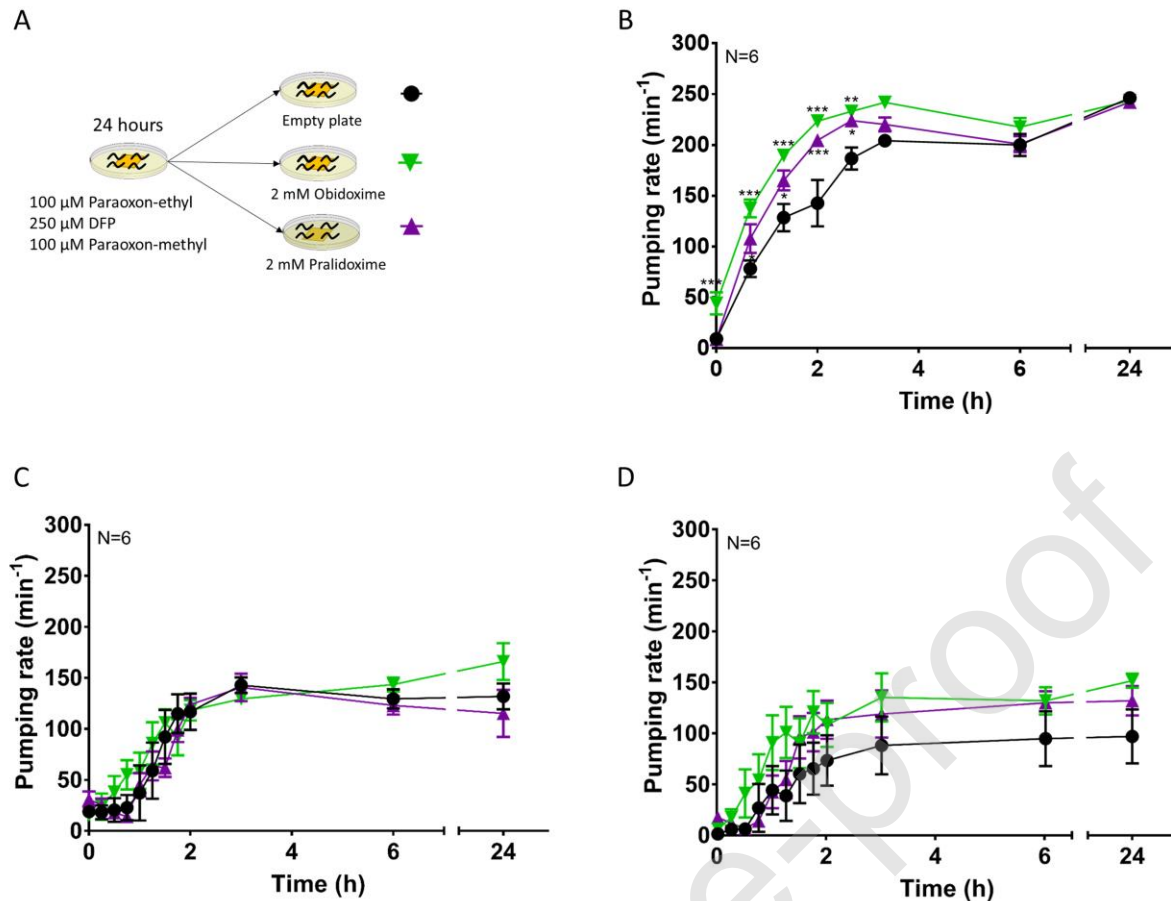 A
24 hours
100 µM Paraoxon-ethyl
250 µM DFP
100 µM Paraoxon-methyl
Empty plate
2 mM Obidoxime
2 mM Pralidoxime
B
N=6
Pumping rate (min⁻¹)
300
250
200
150
100
50
0
***
***
***
*
***
***
**
*
*
0 2 4 6 24
Time (h)
C
N=6
Pumping rate (min⁻¹)
300
250
200
150
100
50
0
0 2 4 6 24
Time (h)
D
N=6
Pumping rate (min⁻¹)
300
250
200
150
100
50
0
0 2 4 6 24
Time (h)
e-proof